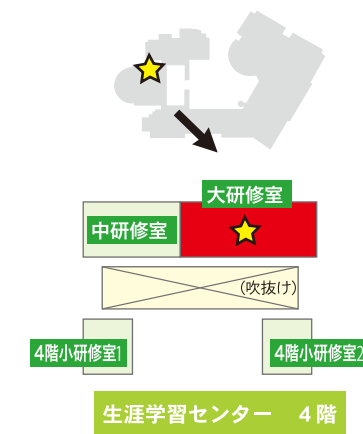 大研修室
中研修室
(吹抜け)
4階小研修室1
4階小研修室2
生涯学習センター　４階